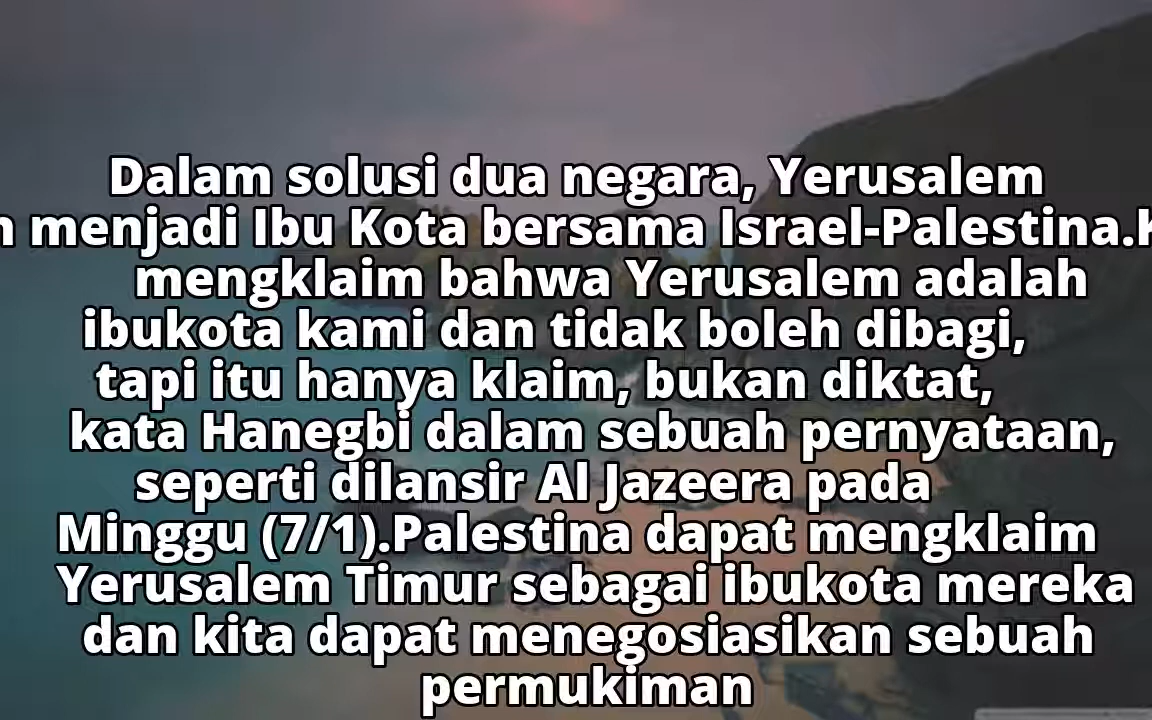 Dalam solusi dua negara, Yerusalem
menjadi Ibu Kota bersama Israel-Palestina.
mengklaim bahwa Yerusalem adalah
ibukota kami dan tidak boleh dibagi,
tapi itu hanya klaim, bukan diktat,
kata Hanegbi dalam sebuah pernyataan,
seperti dilansir Al Jazeera pada
Minggu (7/1).Palestina dapat mengklaim
Yerusalem Timur sebagai ibukota mereka
dan kita dapat menegosiasikan sebuah
permukiman